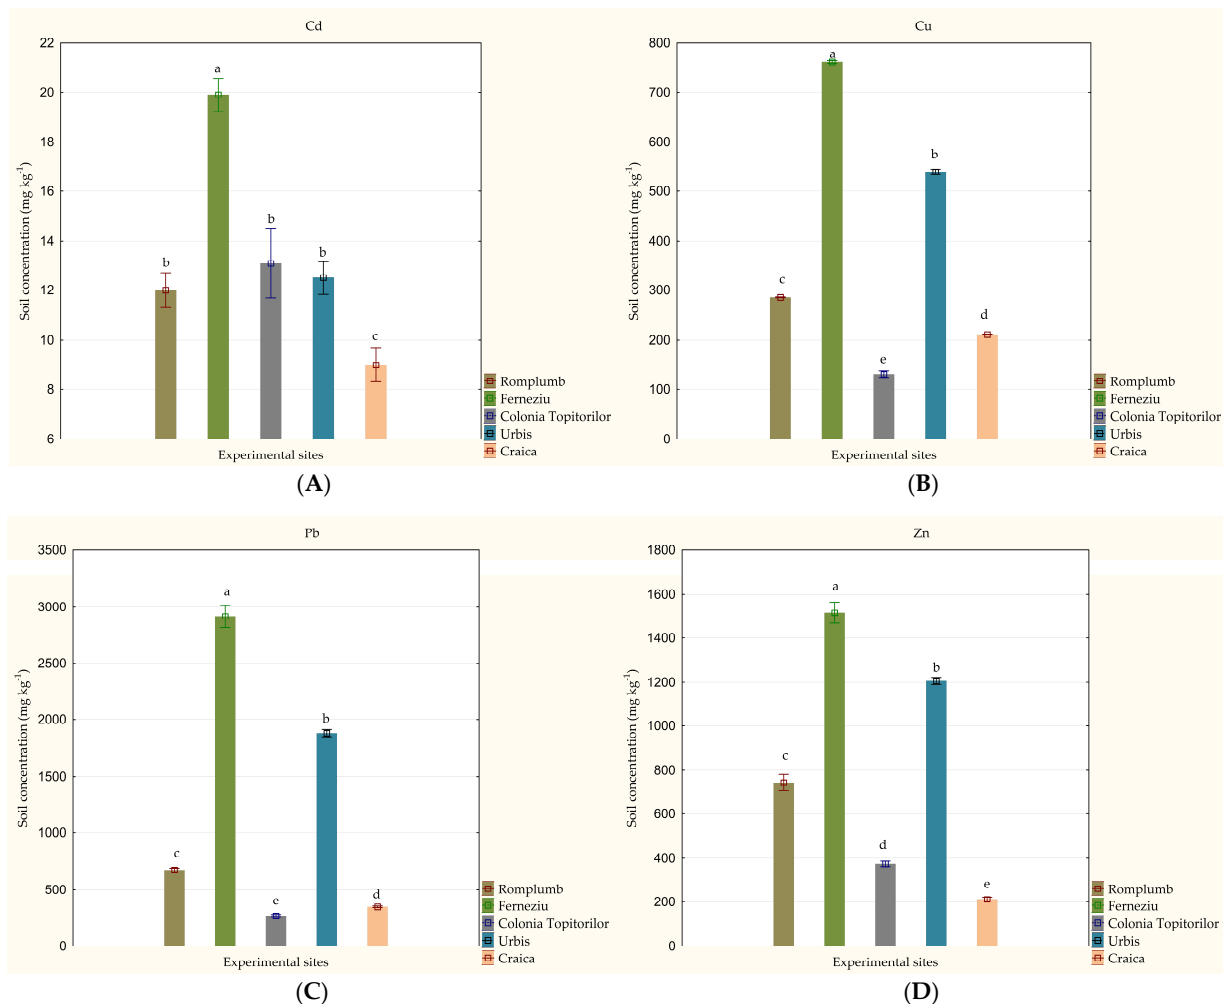 Cd
Soil concentration (mg kg-1)
22
20
18
16
14
12
10
8
6
b
a
b
b
c
Experimental sites
Romplumb
Ferneziu
Colonia Topitorilor
Urbis
Craica
(A)
Cu
Soil concentration (mg kg-1)
800
700
600
500
400
300
200
100
0
c
a
e
b
d
Experimental sites
Romplumb
Ferneziu
Colonia Topitorilor
Urbis
Craica
(B)
Pb
Soil concentration (mg kg-1)
3500
3000
2500
2000
1500
1000
500
0
c
a
c
b
d
Experimental sites
Romplumb
Ferneziu
Colonia Topitorilor
Urbis
Craica
(C)
Zn
Soil concentration (mg kg-1)
1800
1600
1400
1200
1000
800
600
400
200
0
c
a
d
b
e
Experimental sites
Romplumb
Ferneziu
Colonia Topitorilor
Urbis
Craica
(D)